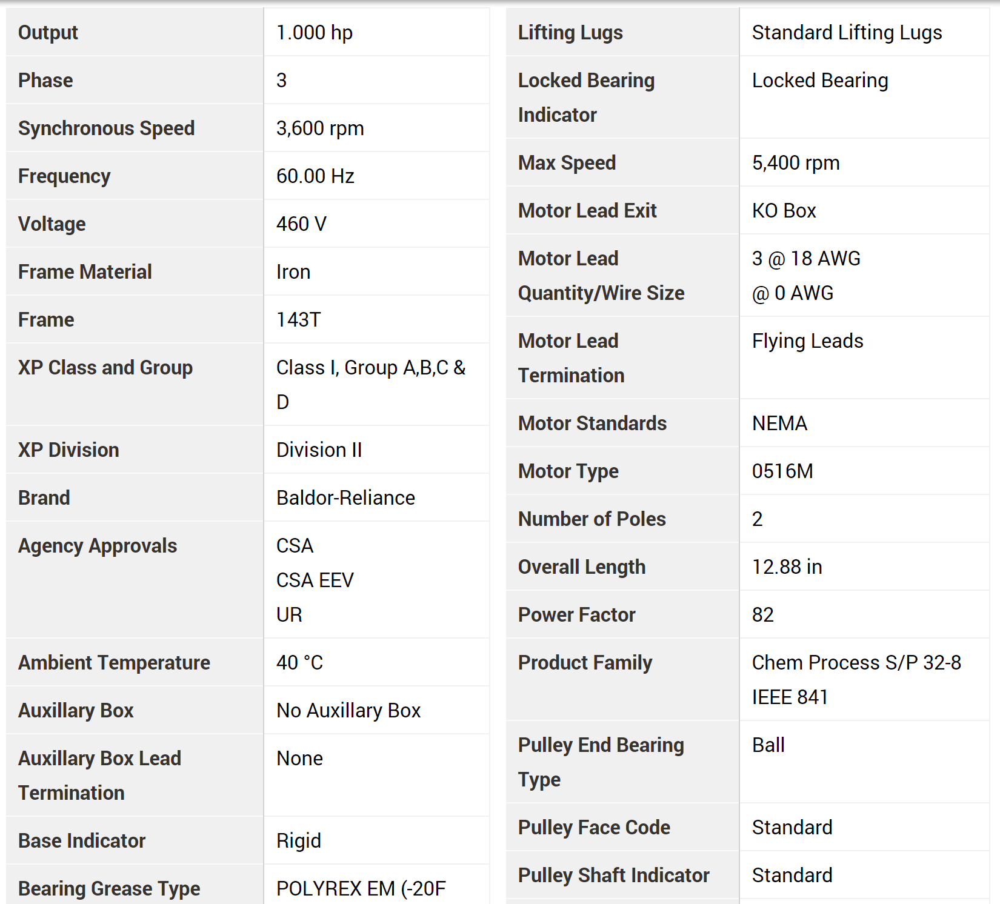 Output 1.000 hp
Phase 3
Synchronous Speed 3,600 rpm
Frequency 60.00 Hz
Voltage 460 V
Frame Material Iron
Frame 143T
XP Class and Group Class I, Group A,B,C &
D
XP Division Division II
Brand Baldor-Reliance
Agency Approvals CSA
CSA EEV
UR
Ambient Temperature 40 °C
Auxillary Box No Auxillary Box
Auxillary Box Lead None
Termination
Base Indicator Rigid
Bearing Grease Type POLYREX EM (-20F
Lifting Lugs Standard Lifting Lugs
Locked Bearing Locked Bearing
Indicator
Max Speed 5,400 rpm
Motor Lead Exit KO Box
Motor Lead 3 @ 18 AWG
Quantity/Wire Size @ 0 AWG
Motor Lead Flying Leads
Termination
Motor Standards NEMA
Motor Type 0516M
Number of Poles 2
Overall Length 12.88 in
Power Factor 82
Product Family Chem Process S/P 32-8
IEEE 841
Pulley End Bearing Ball
Type
Pulley Face Code Standard
Pulley Shaft Indicator Standard